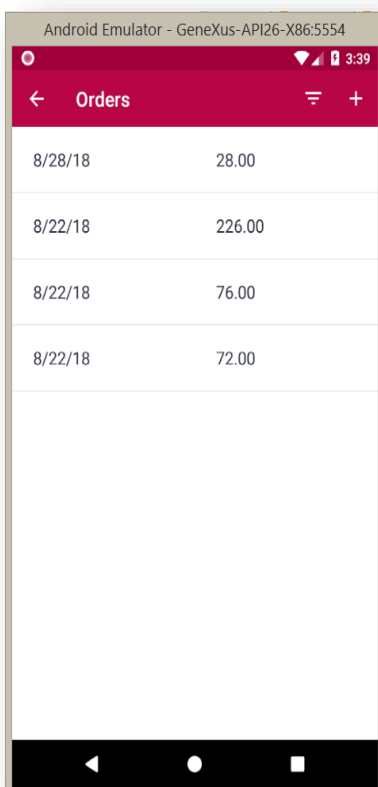 Android Emulator - GeneXus-API26-X86:5554
3:39
Orders
8/28/18 28.00
8/22/18 226.00
8/22/18 76.00
8/22/18 72.00